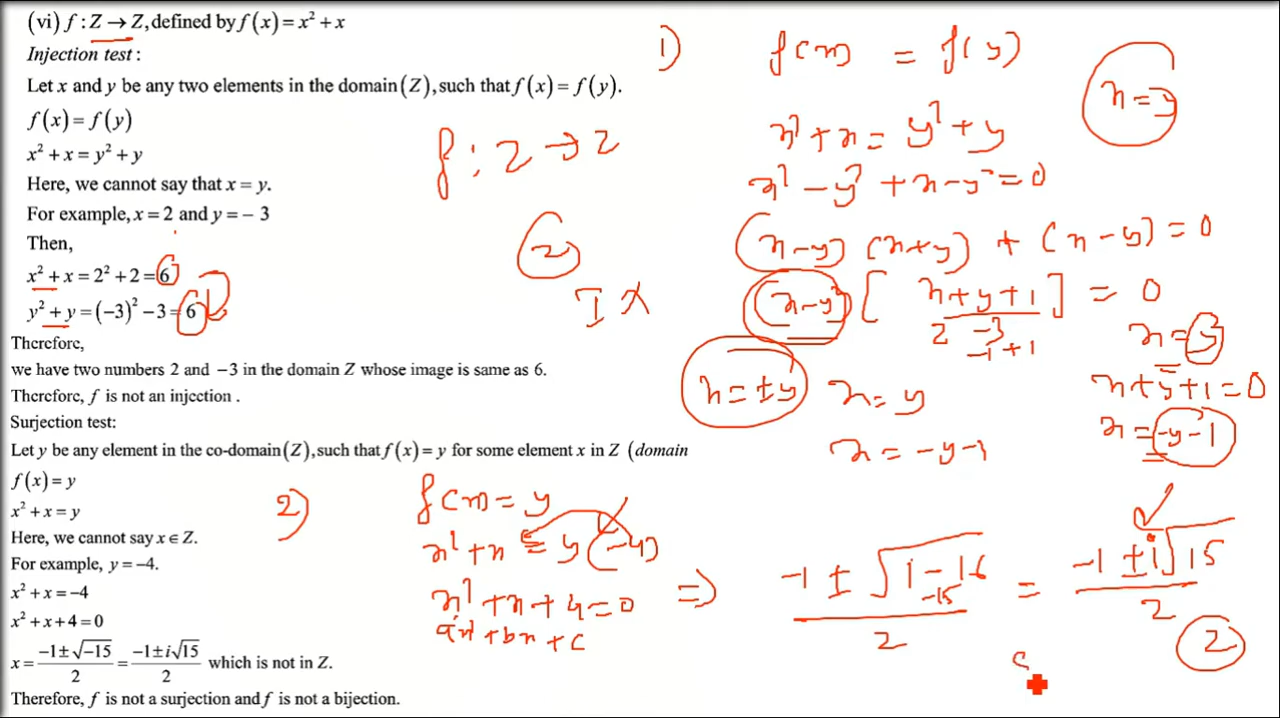 (vi) f : Z → Z, defined by f(x) = x² + x
Injection test :
Let x and y be any two elements in the domain (Z), such that f(x) = f(y).
f(x) = f(y)
x² + x = y² + y
Here, we cannot say that x = y.
For example, x = 2 and y = − 3
Then,
x² + x = 2² + 2 = 6
y² + y = (−3)² − 3 = 6
Therefore,
we have two numbers 2 and −3 in the domain Z whose image is same as 6.
Therefore, f is not an injection .
Surjection test:
Let y be any element in the co-domain (Z), such that f(x) = y for some element x in Z (domain
f(x) = y
x² + x = y
Here, we cannot say x ∈ Z.
For example, y = −4.
x² + x = −4
x² + x + 4 = 0
x = (−1 ± √−15)/2 = (−1 ± i√15)/2 which is not in Z.
Therefore, f is not a surjection and f is not a bijection.
1) f(x) = f(y)
x = y
x² + x = y² + y
x² − y² + x − y = 0
(x − y) (x + y) + (x − y) = 0
(x − y) [ x + y + 1 ] = 0
2 −3
−1 + 1
x = y
x + y + 1 = 0
x = −y − 1
x = ± y
x = y
x = −y − 1
f : Z → Z
Z
I X
2) f(x) = y
x² + x = y (−4)
x² + x + 4 = 0
ax² + bx + c
⇒ (−1 ± √1 − 16)/2 = (−1 ± i√15)/2
−15
Z
S